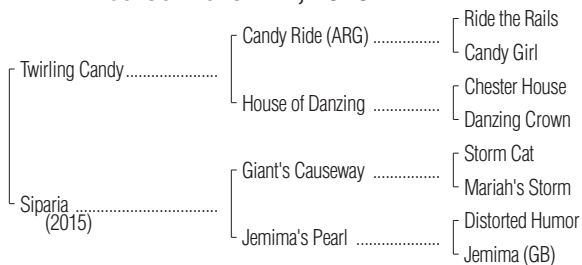 Ride the Rails
Candy Ride (ARG) ................
Candy Girl
Twirling Candy......................
Chester House
House of Danzing ................
Danzing Crown
Storm Cat
Giant's Causeway ................
Mariah's Storm
Siparia ..................................
(2015)
Distorted Humor
Jemima's Pearl ....................
Jemima (GB)